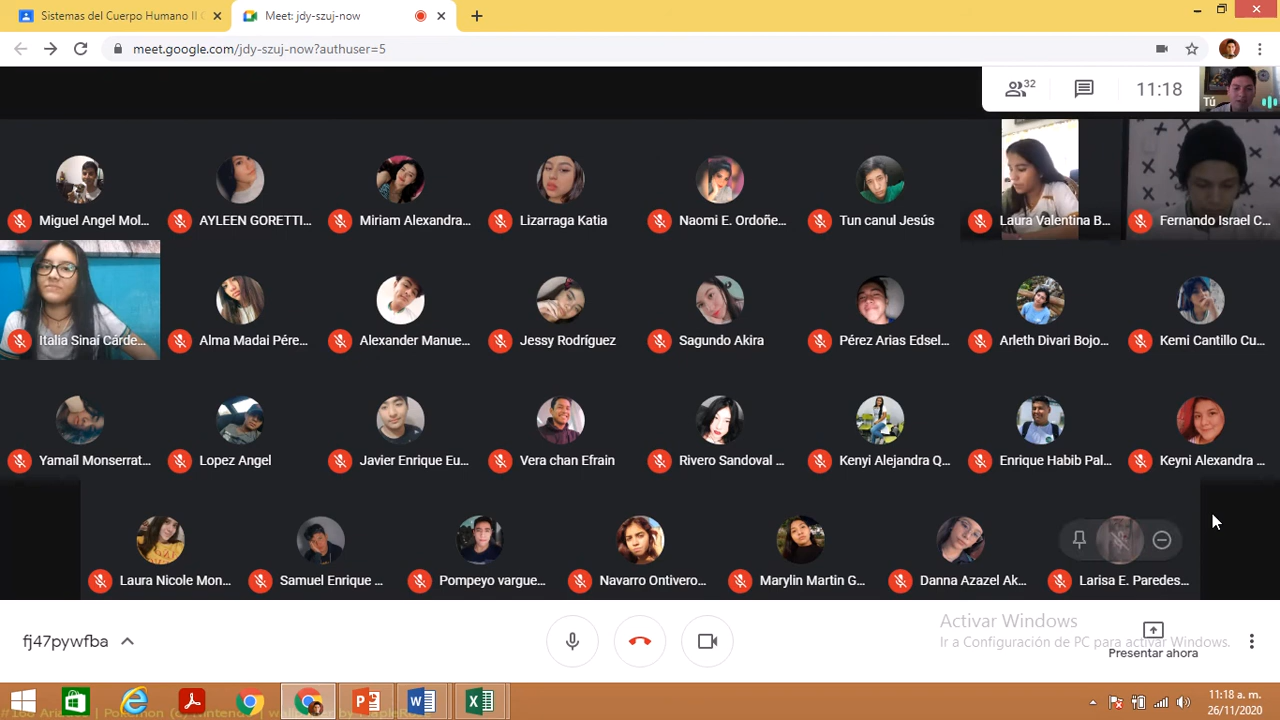 Sistemas del Cuerpo Humano II
Meet: jdy-szuj-now
meet.google.com/jdy-szuj-now?authuser=5
32
11:18
Tú
Miguel Angel Mol...
AYLEEN GORETTI...
Miriam Alexandra...
Lizarraga Katia
Naomi E. Ordoñe...
Tun canul Jesús
Laura Valentina B...
Fernando Israel C...
Italia Sinaí Cárde...
Alma Madai Pére...
Alexander Manue...
Jessy Rodríguez
Sagundo Akira
Pérez Arias Edsel...
Arleth Divari Bojo...
Kemi Cantillo Cu...
Yamaíl Monserrat...
Lopez Angel
Javier Enrique Eu...
Vera chan Efrain
Rivero Sandoval ...
Kenyi Alejandra Q...
Enrique Habib Pal...
Keyni Alexandra ...
Laura Nicole Mon...
Samuel Enrique ...
Pompeyo vargue...
Navarro Ontivero...
Marylin Martin G...
Danna Azazel Ak...
Larisa E. Paredes...
fj47pywfba
Activar Windows
Ir a Configuración de PC para activar Windows.
Presentar ahora
11:18 a. m.
26/11/2020